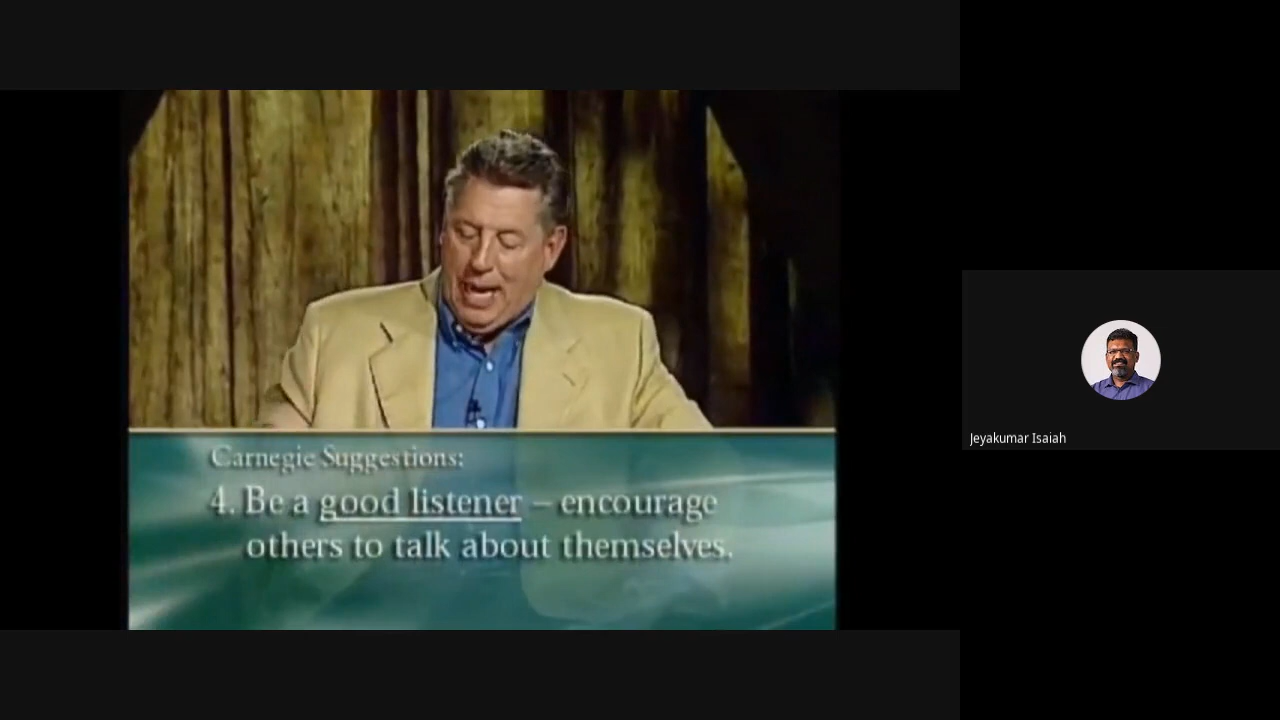 Carnegie Suggestions:
4. Be a good listener – encourage
others to talk about themselves.
Jeyakumar Isaiah